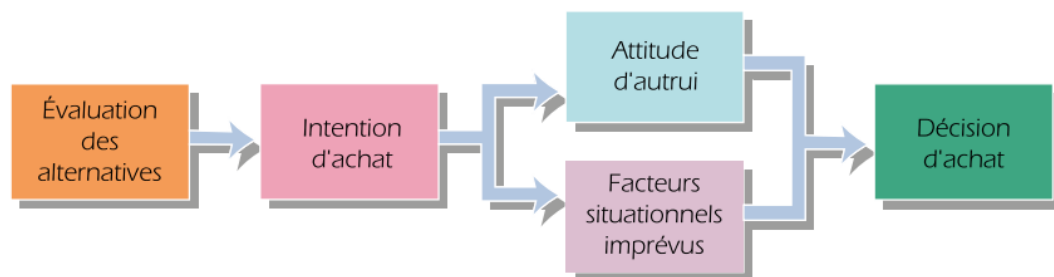 Évaluation
des
alternatives
Intention
d'achat
Attitude
d'autrui
Facteurs
situationnels
imprévus
Décision
d'achat